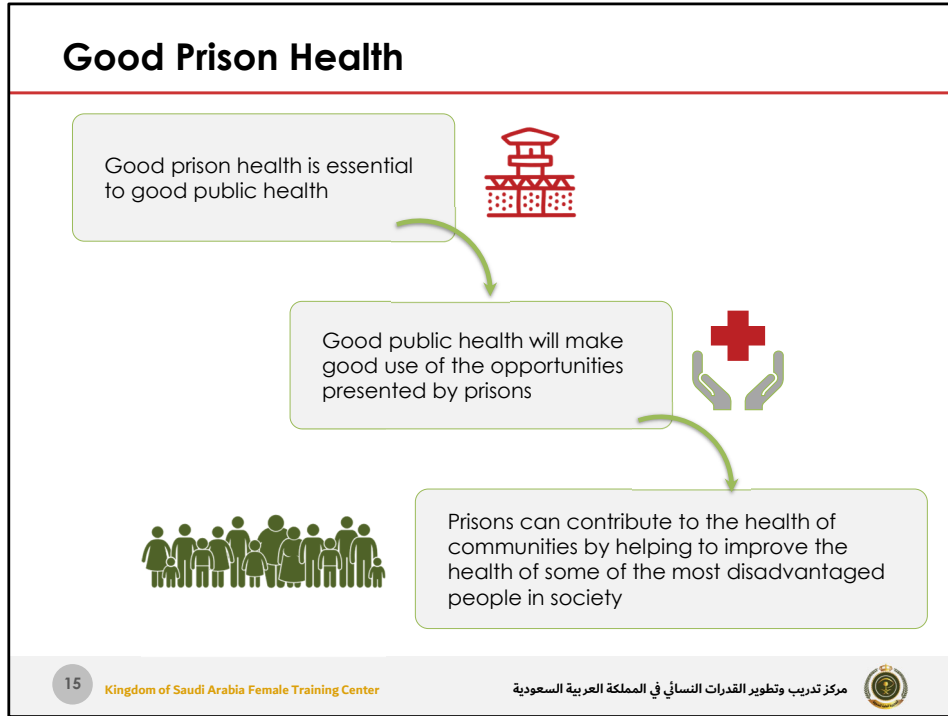 Good Prison Health
Good prison health is essential
to good public health
Good public health will make
good use of the opportunities
presented by prisons
Prisons can contribute to the health of
communities by helping to improve the
health of some of the most disadvantaged
people in society
15
Kingdom of Saudi Arabia Female Training Center
مركز تدريب وتطوير القدرات النسائي في المملكة العربية السعودية